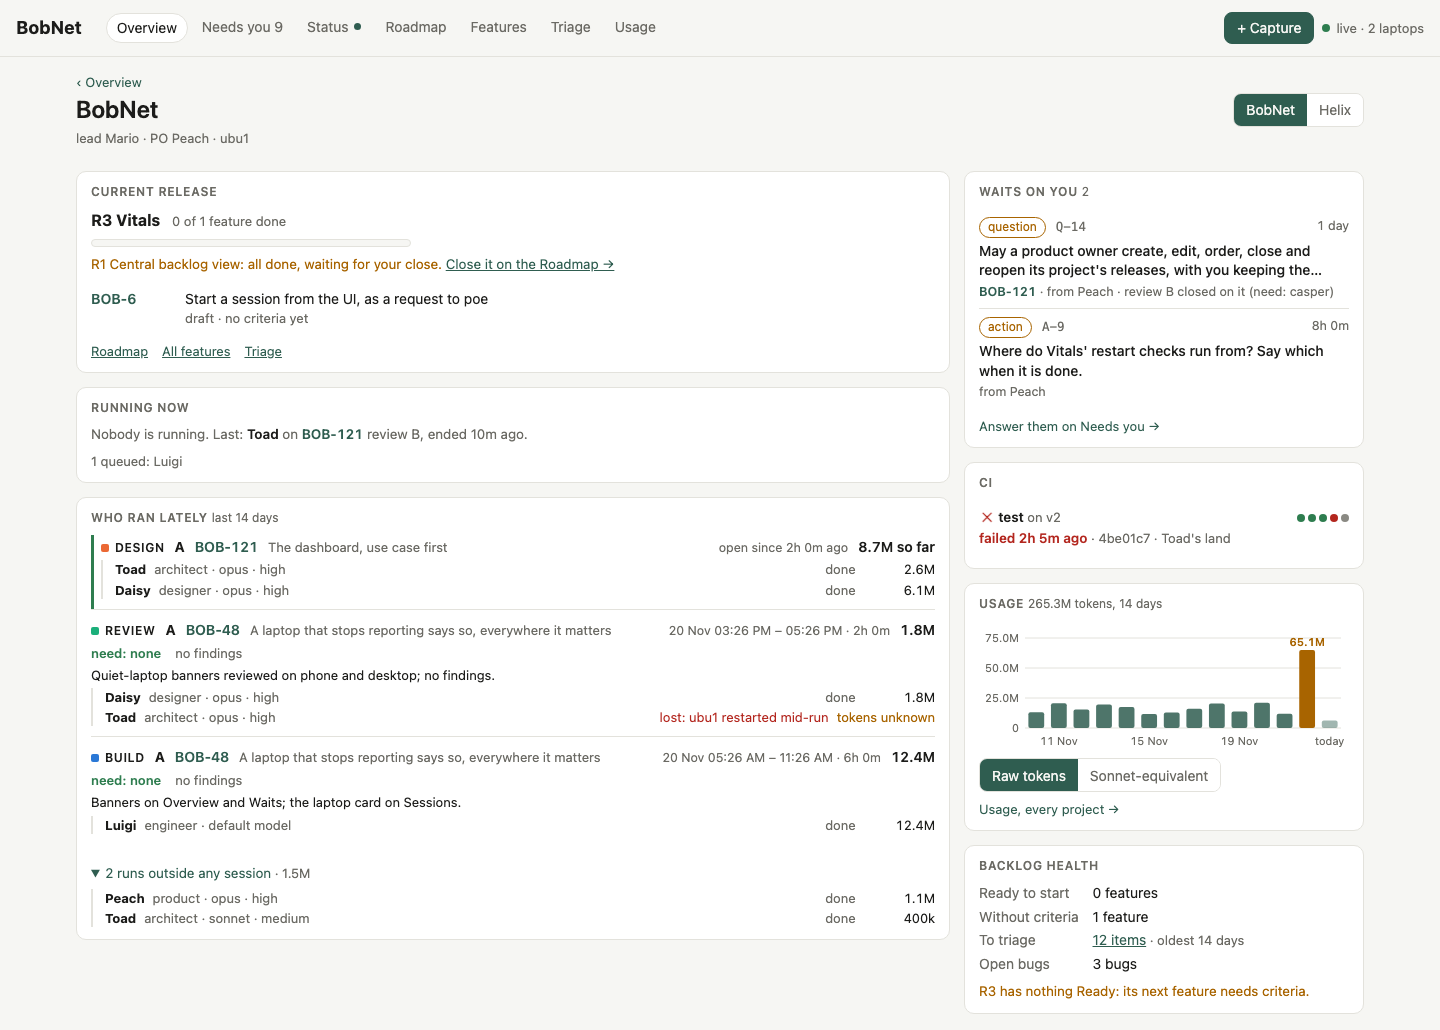 BobNet
Overview
Needs you 9
Status
Roadmap
Features
Triage
Usage
+ Capture
live · 2 laptops
‹ Overview
BobNet
lead Mario · PO Peach · ubu1
BobNet
Helix
CURRENT RELEASE
R3 Vitals 0 of 1 feature done
R1 Central backlog view: all done, waiting for your close. Close it on the Roadmap →
BOB-6 Start a session from the UI, as a request to poe
draft · no criteria yet
Roadmap All features Triage
RUNNING NOW
Nobody is running. Last: Toad on BOB-121 review B, ended 10m ago.
1 queued: Luigi
WHO RAN LATELY last 14 days
DESIGN A BOB-121 The dashboard, use case first open since 2h 0m ago 8.7M so far
Toad architect · opus · high done 2.6M
Daisy designer · opus · high done 6.1M
REVIEW A BOB-48 A laptop that stops reporting says so, everywhere it matters 20 Nov 03:26 PM – 05:26 PM · 2h 0m 1.8M
need: none no findings
Quiet-laptop banners reviewed on phone and desktop; no findings.
Daisy designer · opus · high done 1.8M
Toad architect · opus · high lost: ubu1 restarted mid-run tokens unknown
BUILD A BOB-48 A laptop that stops reporting says so, everywhere it matters 20 Nov 05:26 AM – 11:26 AM · 6h 0m 12.4M
need: none no findings
Banners on Overview and Waits; the laptop card on Sessions.
Luigi engineer · default model done 12.4M
▼ 2 runs outside any session · 1.5M
Peach product · opus · high done 1.1M
Toad architect · sonnet · medium done 400k
WAITS ON YOU 2
question Q-14 1 day
May a product owner create, edit, order, close and
reopen its project's releases, with you keeping the...
BOB-121 · from Peach · review B closed on it (need: casper)
action A-9 8h 0m
Where do Vitals' restart checks run from? Say which
when it is done.
from Peach
Answer them on Needs you →
CI
✕ test on v2
failed 2h 5m ago · 4be01c7 · Toad's land
USAGE 265.3M tokens, 14 days
75.0M
65.1M
50.0M
25.0M
0
11 Nov 15 Nov 19 Nov today
Raw tokens Sonnet-equivalent
Usage, every project →
BACKLOG HEALTH
Ready to start 0 features
Without criteria 1 feature
To triage 12 items · oldest 14 days
Open bugs 3 bugs
R3 has nothing Ready: its next feature needs criteria.